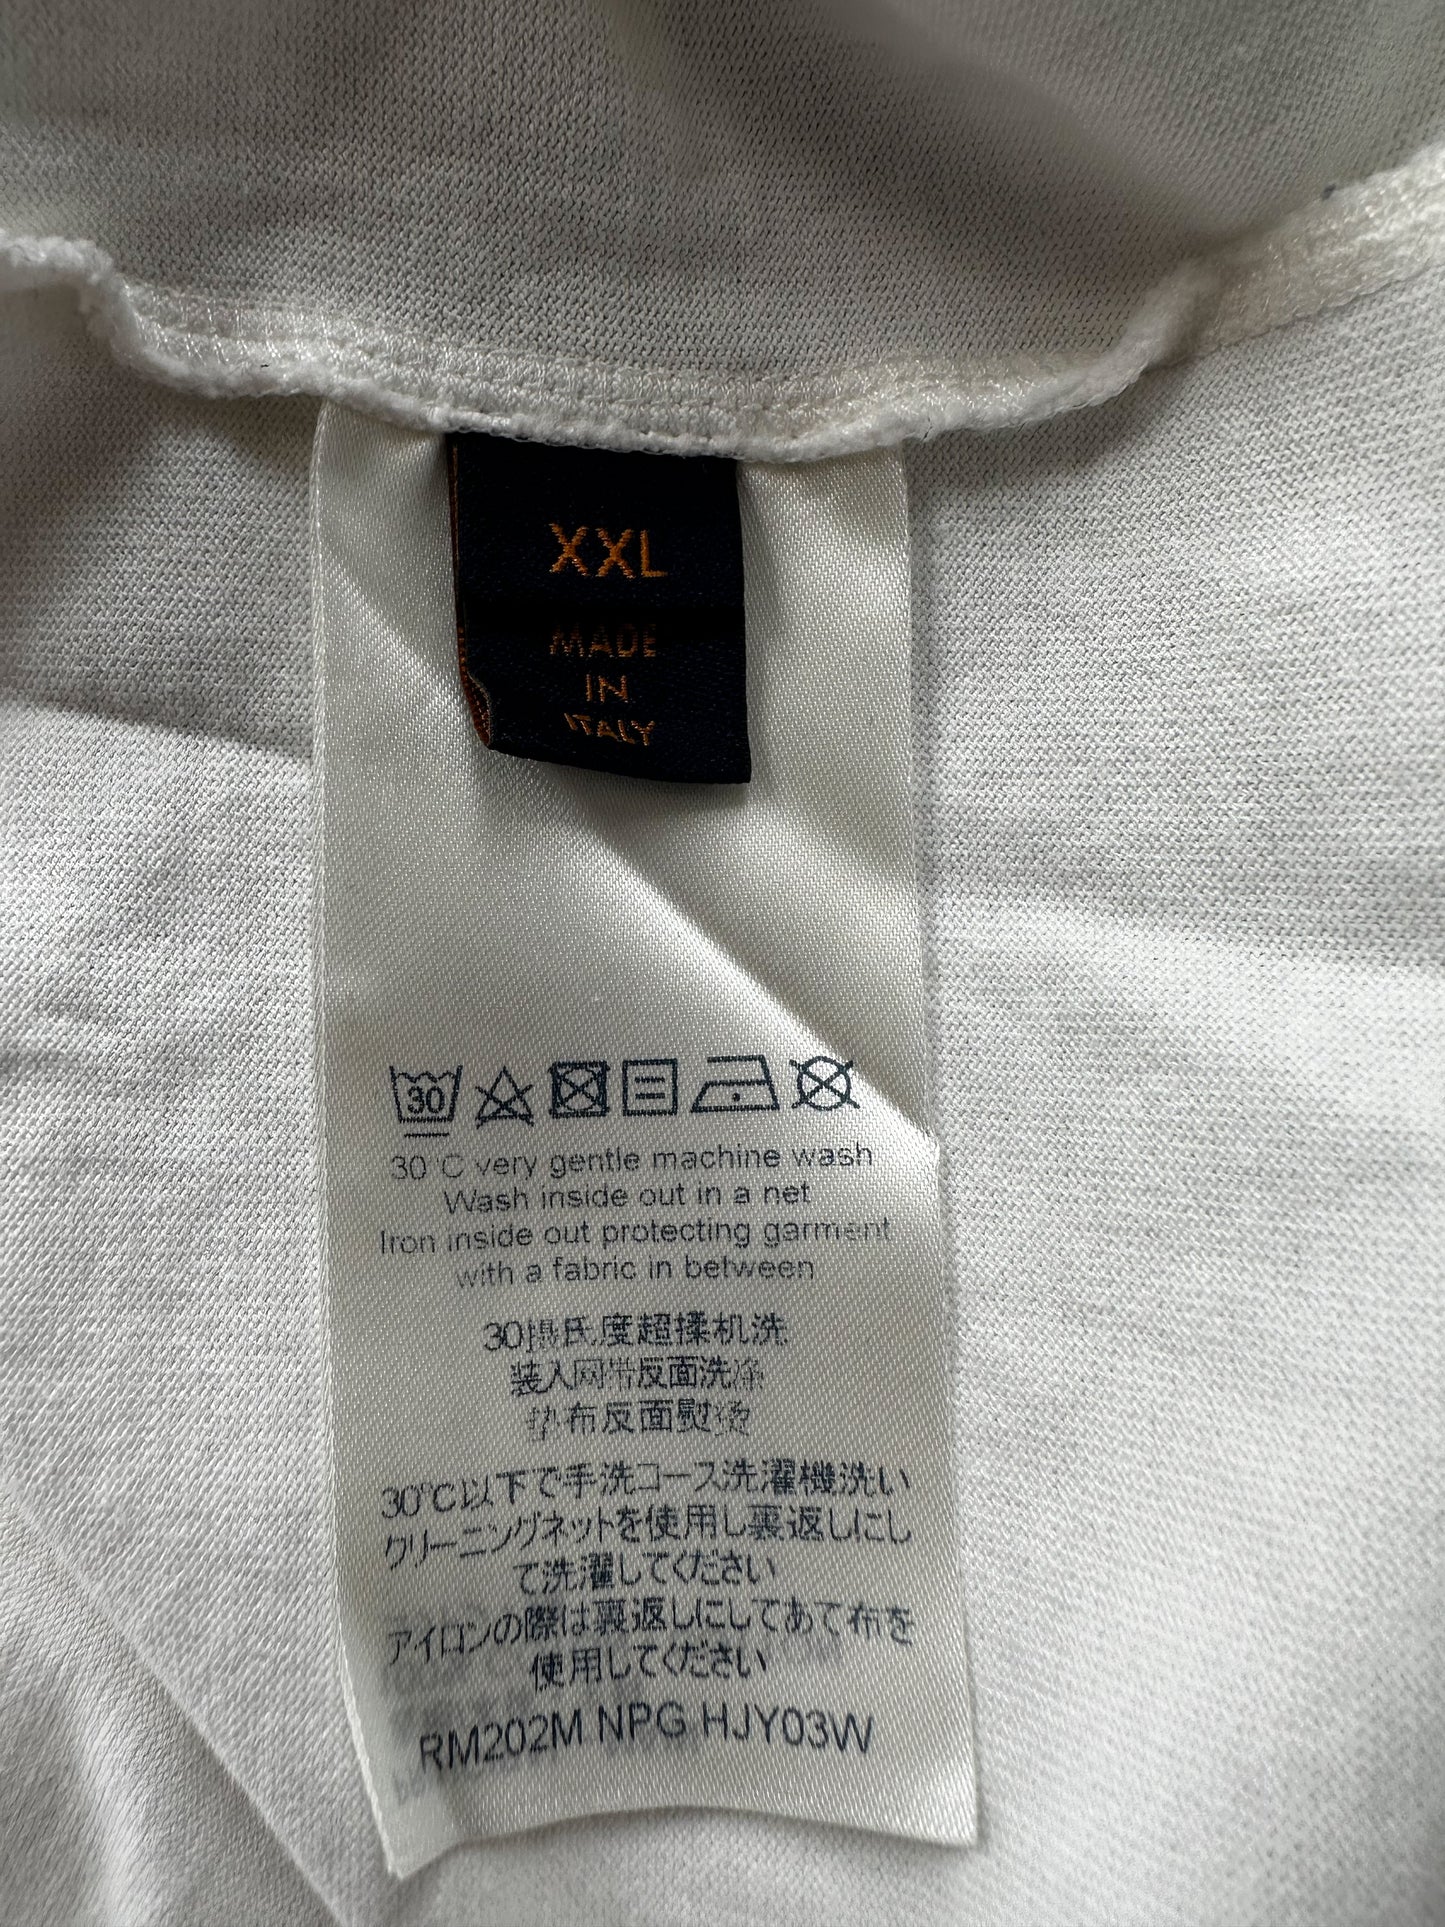 XXL
MADE
IN
ITALY
30
30°C very gentle machine wash
Wash inside out in a net
Iron inside out protecting garment
with a fabric in between
30摄氏度超揉机洗
装入网带反面洗涤
垫布反面熨烫
30℃以下で手洗コース洗濯機洗い
クリーニングネットを使用し裏返しにし
て洗濯してください
アイロンの際は裏返しにしてあて布を
使用してください
RM202M NPG HJY03W